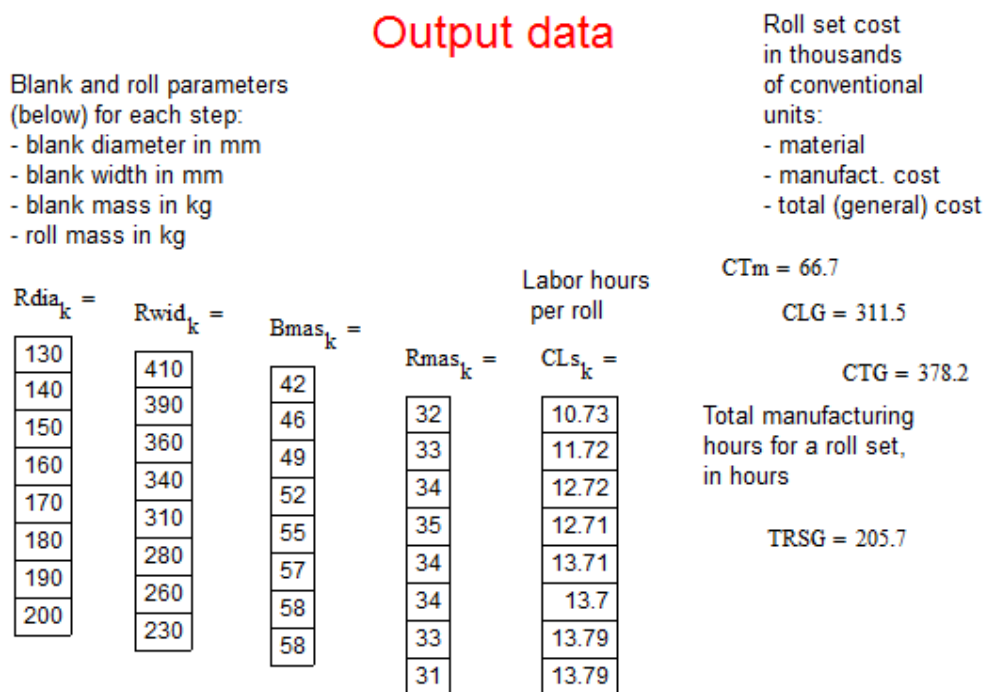 Output data
Blank and roll parameters
(below) for each step:
- blank diameter in mm
- blank width in mm
- blank mass in kg
- roll mass in kg
Roll set cost
in thousands
of conventional
units:
- material
- manufact. cost
- total (general) cost
Rdiak =
130
140
150
160
170
180
190
200
Rwidk =
410
390
360
340
310
280
260
230
Bmask =
42
46
49
52
55
57
58
58
Rmask =
32
33
34
35
34
34
33
31
Labor hours
per roll
CLsk =
10.73
11.72
12.72
12.71
13.71
13.7
13.79
13.79
CTm = 66.7
CLG = 311.5
CTG = 378.2
Total manufacturing
hours for a roll set,
in hours
TRSG = 205.7